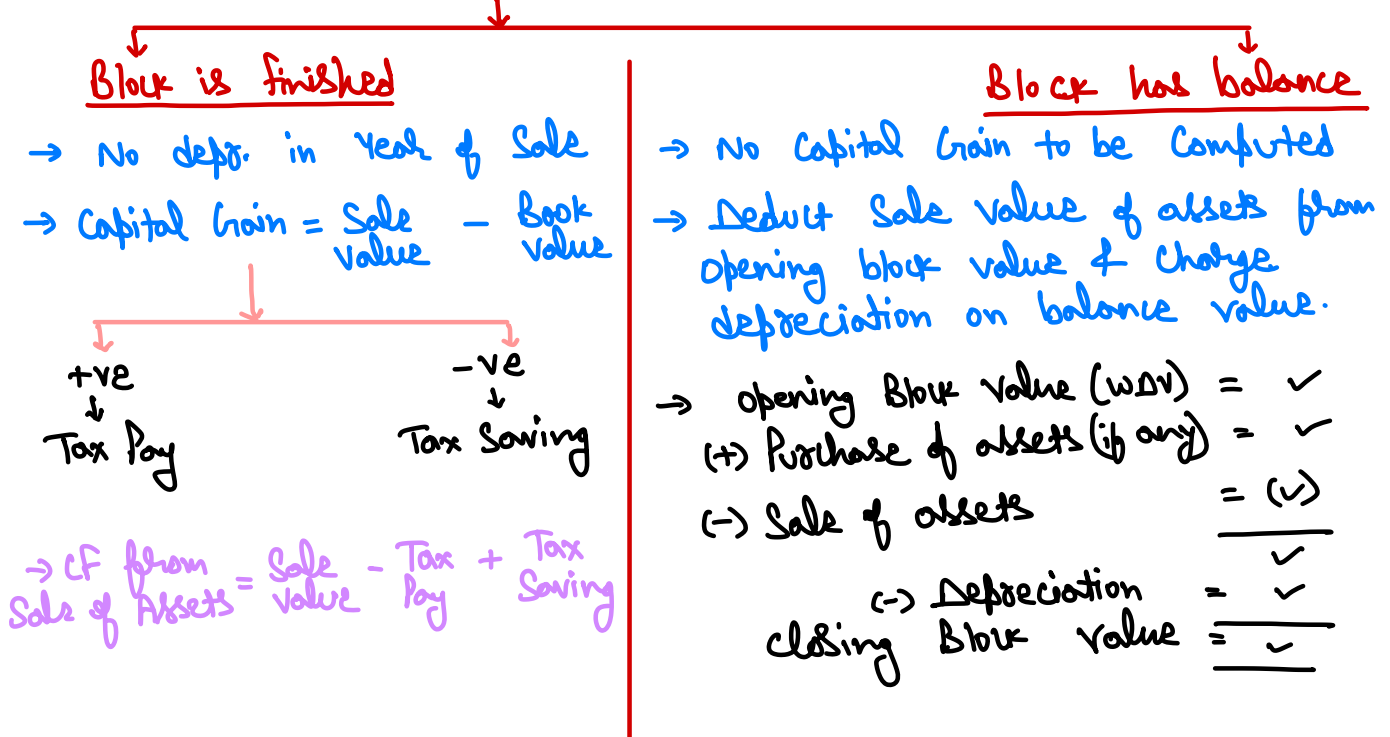 Block is finished
→ No depr. in Year of Sale
→ Capital Gain = Sale value - Book value
+ve
↓
Tax Pay
-ve
↓
Tax Saving
→ CF from Sale of Assets = Sale value - Tax Pay + Tax Saving
Block has balance
→ No Capital Gain to be Computed
→ Deduct Sale value of assets from
opening block value & charge
depreciation on balance value.
→ opening Block value (WDV) = ✓
(+) Purchase of assets (if any) = ✓
(-) Sale of assets = (✓)
✓
(-) Depreciation = ✓
closing Block value = ✓